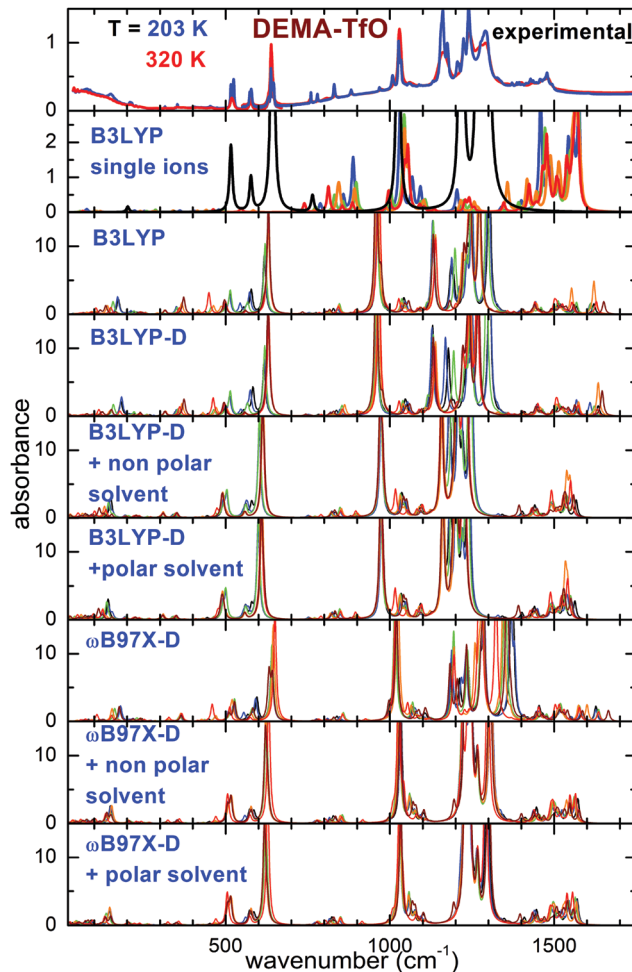 T = 203 K DEMA-TfO experimental
320 K
1
0
B3LYP
single ions
2
1
0
B3LYP
10
0
B3LYP-D
10
0
B3LYP-D
+ non polar
solvent
10
0
B3LYP-D
+polar solvent
10
0
ωB97X-D
10
0
ωB97X-D
+ non polar
solvent
10
0
ωB97X-D
+ polar solvent
10
0
500 1000 1500
wavenumber (cm-1)
absorbance